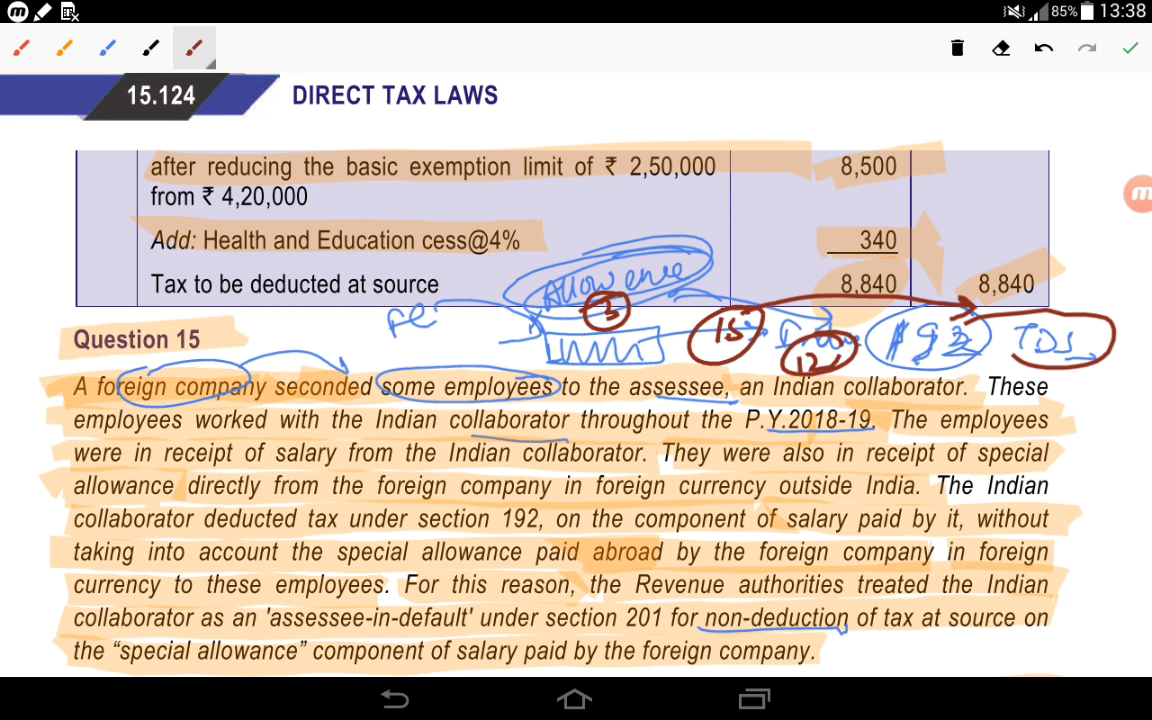 85% 13:38
15.124 DIRECT TAX LAWS
after reducing the basic exemption limit of ₹ 2,50,000 8,500
from ₹ 4,20,000
Add: Health and Education cess@4% 340
Tax to be deducted at source 8,840 8,840
Allowance
fe 3 15 12 192 TDS
Question 15
A foreign company seconded some employees to the assessee, an Indian collaborator. These
employees worked with the Indian collaborator throughout the P.Y.2018-19. The employees
were in receipt of salary from the Indian collaborator. They were also in receipt of special
allowance directly from the foreign company in foreign currency outside India. The Indian
collaborator deducted tax under section 192, on the component of salary paid by it, without
taking into account the special allowance paid abroad by the foreign company in foreign
currency to these employees. For this reason, the Revenue authorities treated the Indian
collaborator as an 'assessee-in-default' under section 201 for non-deduction of tax at source on
the “special allowance” component of salary paid by the foreign company.